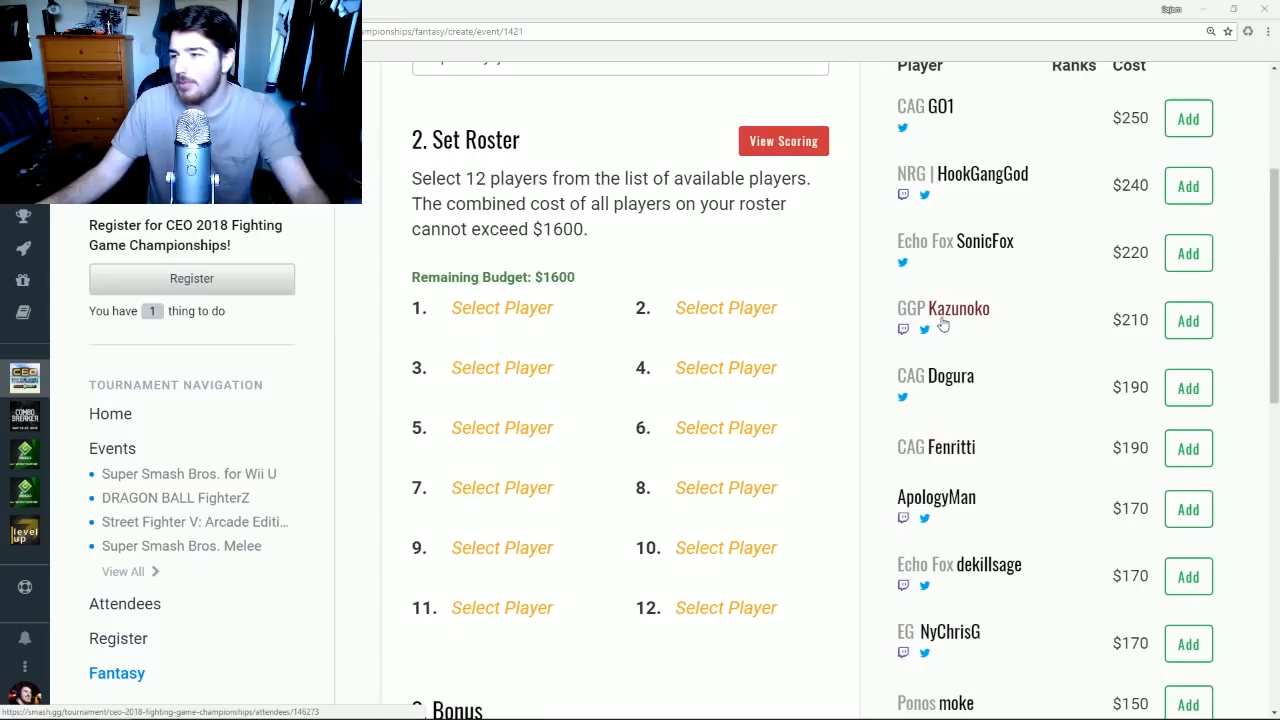 mpionships/fantasy/create/event/1421
2. Set Roster
View Scoring
Select 12 players from the list of available players.
The combined cost of all players on your roster
cannot exceed $1600.
Remaining Budget: $1600
1. Select Player
2. Select Player
3. Select Player
4. Select Player
5. Select Player
6. Select Player
7. Select Player
8. Select Player
9. Select Player
10. Select Player
11. Select Player
12. Select Player
Bonus
Player Ranks Cost
CAG GO1 $250 Add
NRG | HookGangGod $240 Add
Echo Fox SonicFox $220 Add
GGP Kazunoko $210 Add
CAG Dogura $190 Add
CAG Fenritti $190 Add
ApologyMan $170 Add
Echo Fox dekillsage $170 Add
EG NyChrisG $170 Add
Ponos moke $150 Add
Register for CEO 2018 Fighting
Game Championships!
Register
You have 1 thing to do
TOURNAMENT NAVIGATION
Home
Events
Super Smash Bros. for Wii U
DRAGON BALL FighterZ
Street Fighter V: Arcade Editi...
Super Smash Bros. Melee
View All
Attendees
Register
Fantasy
CEO
COMBO
BREAKER
level
up
https://smash.gg/tournament/ceo-2018-fighting-game-championships/attendees/146273